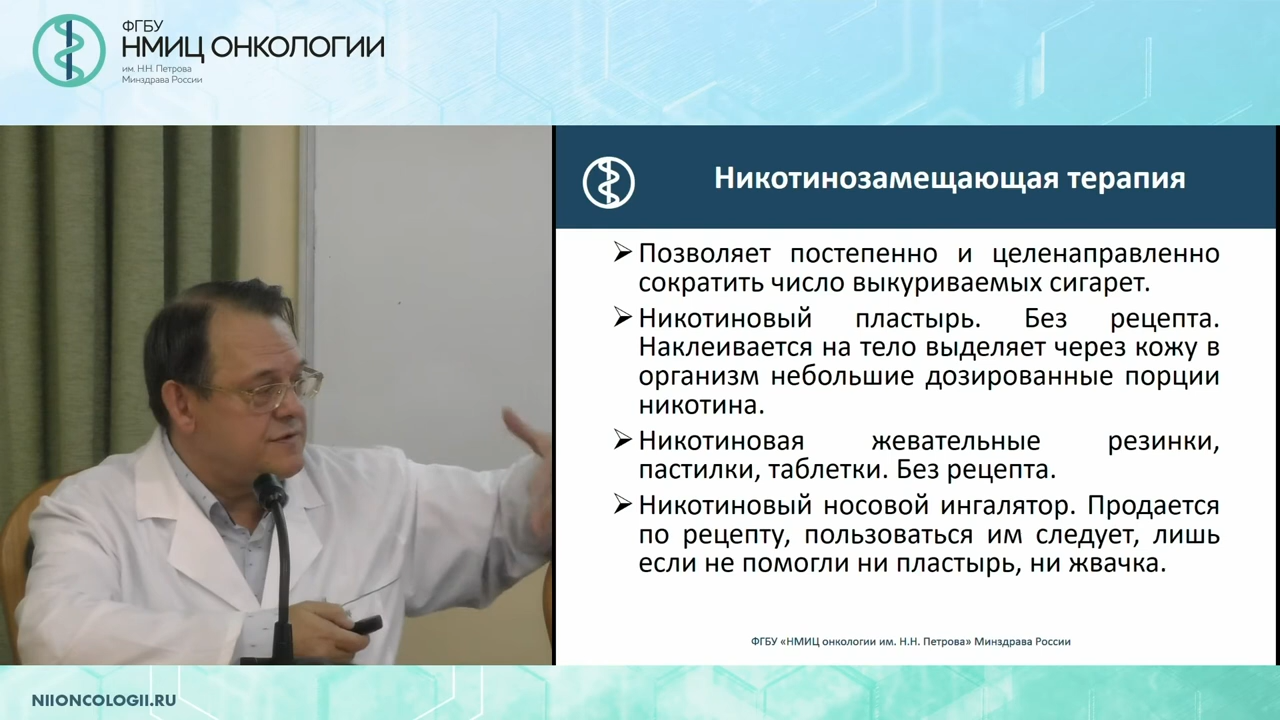 ФГБУ
НМИЦ ОНКОЛОГИИ
им. Н.Н. Петрова
Минздрава России
Никотинозамещающая терапия
Позволяет постепенно и целенаправленно
сократить число выкуриваемых сигарет.
Никотиновый пластырь. Без рецепта.
Наклеивается на тело выделяет через кожу в
организм небольшие дозированные порции
никотина.
Никотиновая жевательные резинки,
пастилки, таблетки. Без рецепта.
Никотиновый носовой ингалятор. Продается
по рецепту, пользоваться им следует, лишь
если не помогли ни пластырь, ни жвачка.
ФГБУ «НМИЦ онкологии им. Н.Н. Петрова» Минздрава России
NIIONCOLOGII.RU